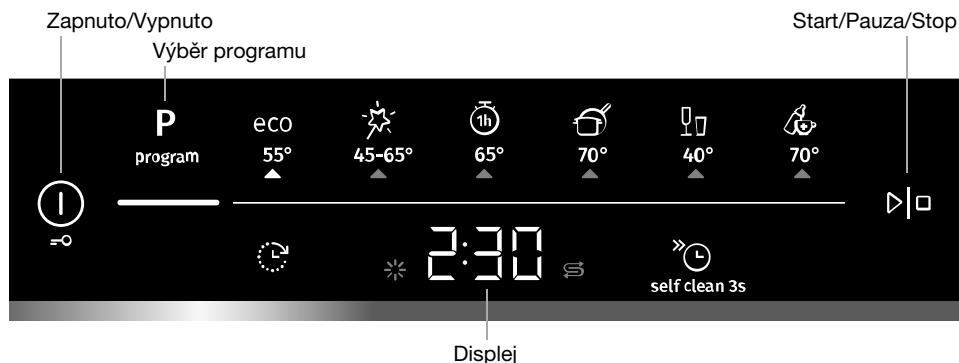 Zapnuto/Vypnuto
Start/Pauza/Stop
Výběr programu
P
program
eco
1h
55°
45-65°
65°
70°
40°
70°
2:30
self clean 3s
Displej